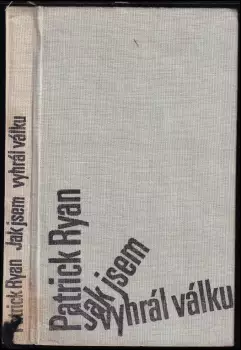 Patrick Ryan Jak jsem vyhrál válku
Patrick Ryan
Jak jsem
vyhrál válku